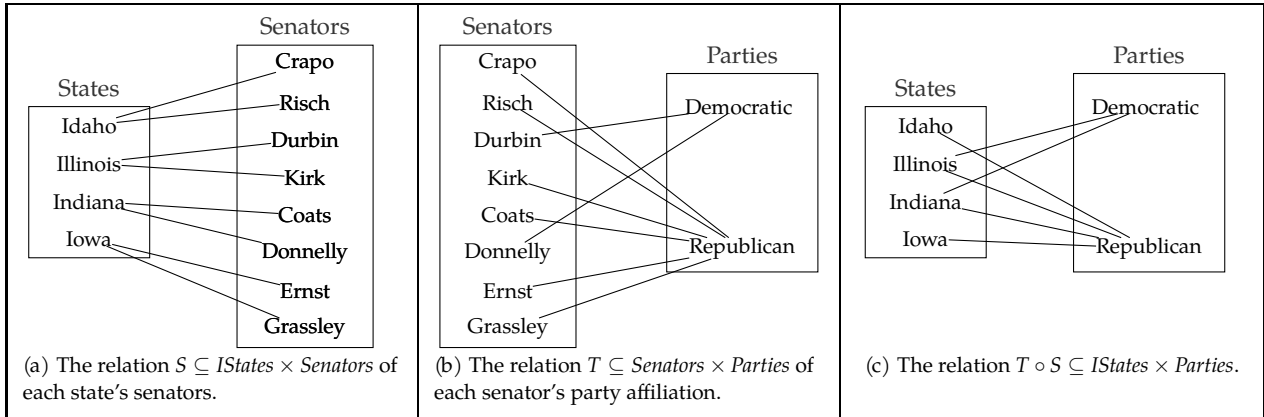 Senators
States
Crapo
Risch
Durbin
Kirk
Coats
Donnelly
Ernst
Grassley
Idaho
Illinois
Indiana
Iowa
(a) The relation S ⊆ IStates × Senators of
each state's senators.
Senators
Parties
Crapo
Risch
Durbin
Kirk
Coats
Donnelly
Ernst
Grassley
Democratic
Republican
(b) The relation T ⊆ Senators × Parties of
each senator's party affiliation.
States
Parties
Idaho
Illinois
Indiana
Iowa
Democratic
Republican
(c) The relation T ∘ S ⊆ IStates × Parties.